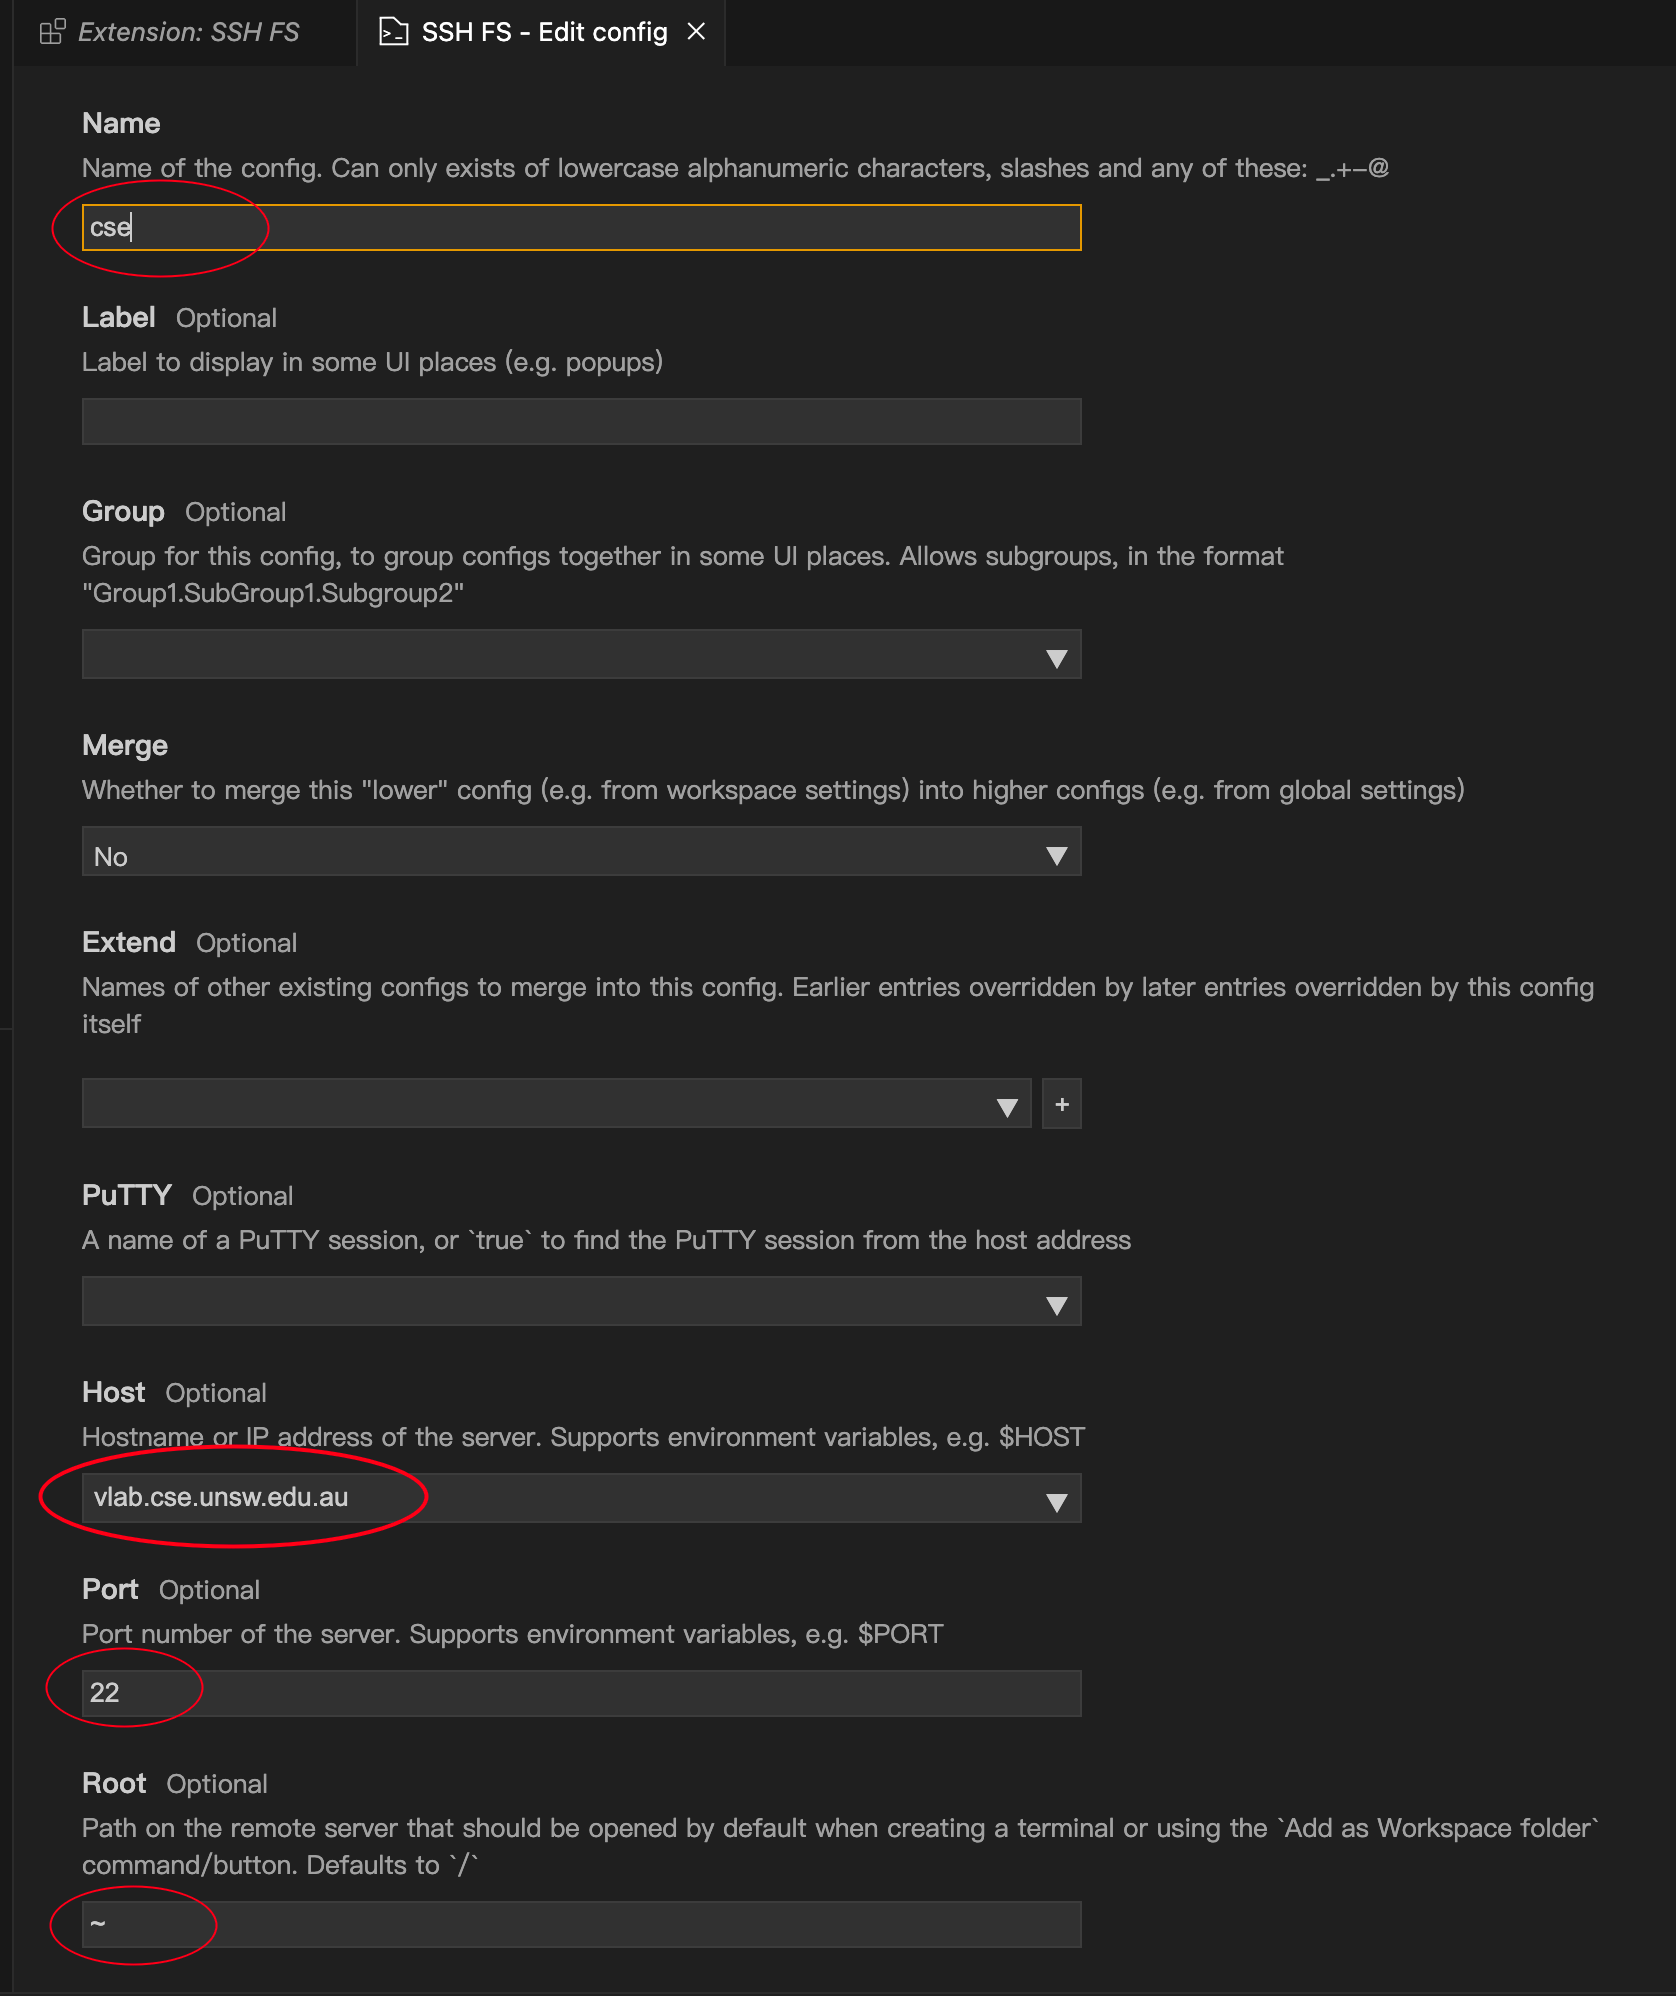 Extension: SSH FS
SSH FS - Edit config
Name
Name of the config. Can only exists of lowercase alphanumeric characters, slashes and any of these: _.+-@
cse
Label Optional
Label to display in some UI places (e.g. popups)
Group Optional
Group for this config, to group configs together in some UI places. Allows subgroups, in the format
"Group1.SubGroup1.Subgroup2"
Merge
Whether to merge this "lower" config (e.g. from workspace settings) into higher configs (e.g. from global settings)
No
Extend Optional
Names of other existing configs to merge into this config. Earlier entries overridden by later entries overridden by this config
itself
+
PuTTY Optional
A name of a PuTTY session, or `true` to find the PuTTY session from the host address
Host Optional
Hostname or IP address of the server. Supports environment variables, e.g. $HOST
vlab.cse.unsw.edu.au
Port Optional
Port number of the server. Supports environment variables, e.g. $PORT
22
Root Optional
Path on the remote server that should be opened by default when creating a terminal or using the `Add as Workspace folder`
command/button. Defaults to `/`
~